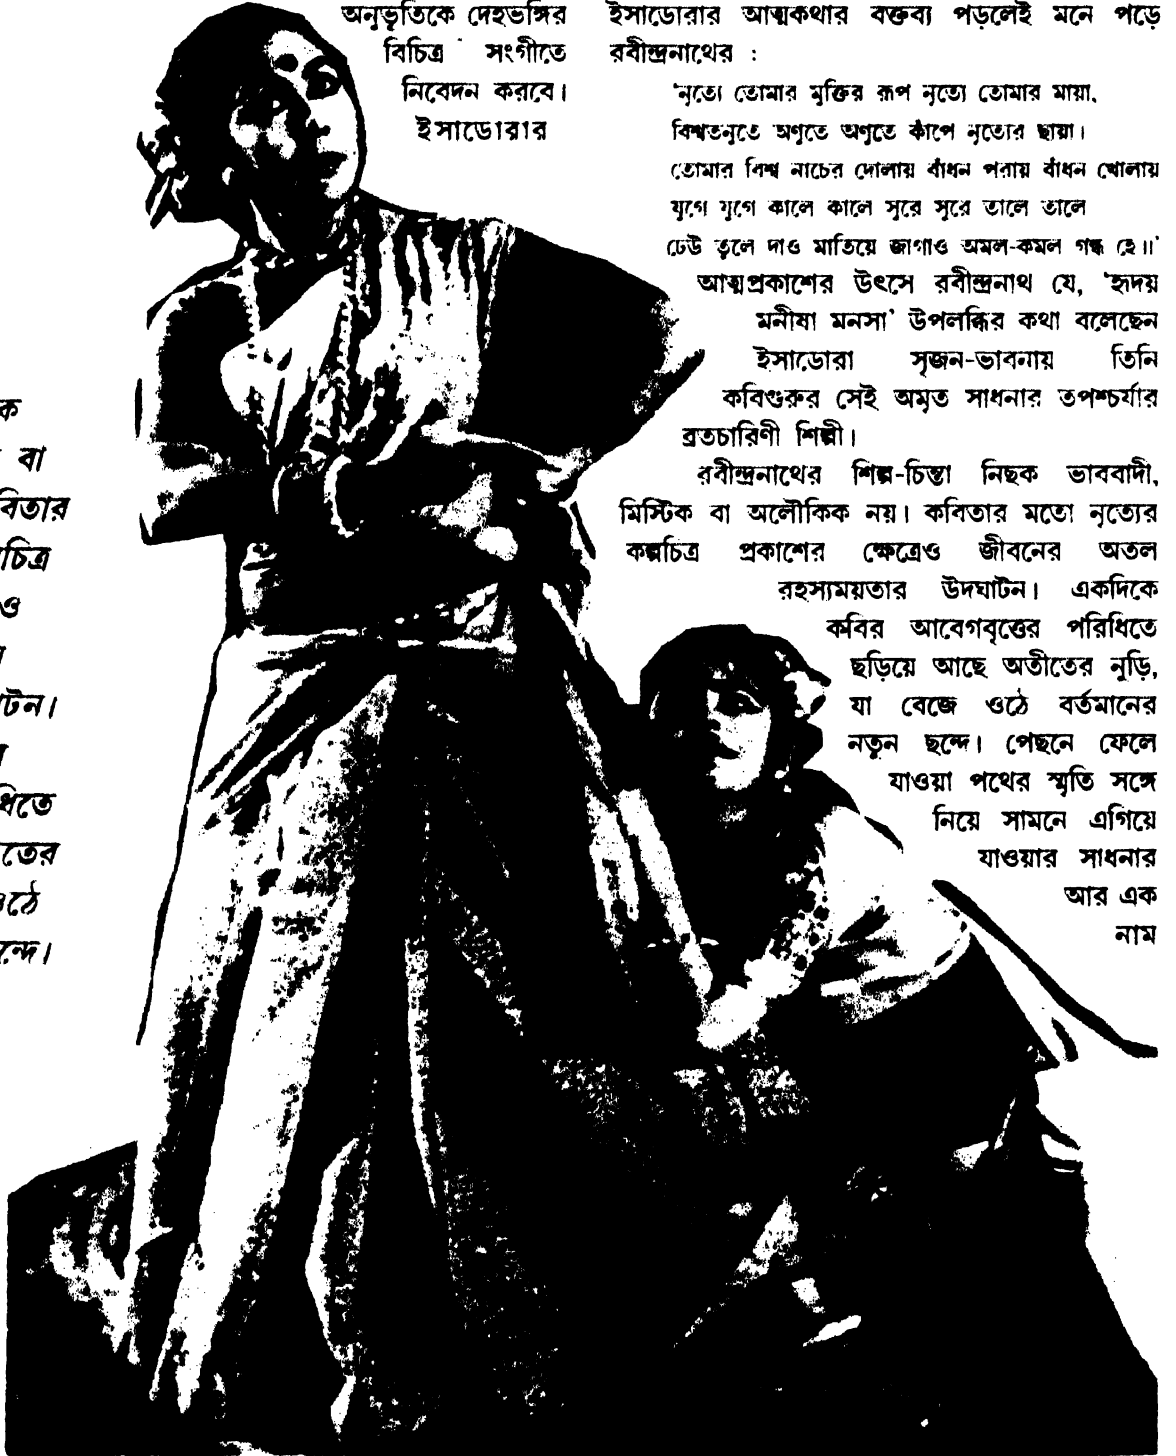 অনুভূতিকে দেহভঙ্গির
বিচিত্র সংগীতে
নিবেদন করবে।
ইসাডোরার
ক
বা
বিতার
চিত্র
ও
টন।
ধিতে
তের
ওঠে
ন্দে।
ইসাডোরার আত্মকথার বক্তব্য পড়লেই মনে পড়ে
রবীন্দ্রনাথের :
'নৃত্যে তোমার মুক্তির রূপ নৃত্যে তোমার মায়া,
বিশ্বতনুতে অণুতে অণুতে কাঁপে নৃত্যের ছায়া।
তোমার বিশ্ব নাচের দোলায় বাঁধন পরায় বাঁধন খোলায়
যুগে যুগে কালে কালে সুরে সুরে তালে তালে
ঢেউ তুলে দাও মাতিয়ে জাগাও অমল-কমল গন্ধ হে॥'
আত্মপ্রকাশের উৎসে রবীন্দ্রনাথ যে, 'হৃদয়
মনীষা মনসা' উপলব্ধির কথা বলেছেন
ইসাডোরা সৃজন-ভাবনায় তিনি
কবিগুরুর সেই অমৃত সাধনার তপশ্চর্যার
ব্রতচারিণী শিল্পী।
রবীন্দ্রনাথের শিল্প-চিন্তা নিছক ভাববাদী,
মিস্টিক বা অলৌকিক নয়। কবিতার মতো নৃত্যের
কল্পচিত্র প্রকাশের ক্ষেত্রেও জীবনের অতল
রহস্যময়তার উদঘাটন। একদিকে
কবির আবেগবৃত্তের পরিধিতে
ছড়িয়ে আছে অতীতের নুড়ি,
যা বেজে ওঠে বর্তমানের
নতুন ছন্দে। পেছনে ফেলে
যাওয়া পথের স্মৃতি সঙ্গে
নিয়ে সামনে এগিয়ে
যাওয়ার সাধনার
আর এক
নাম